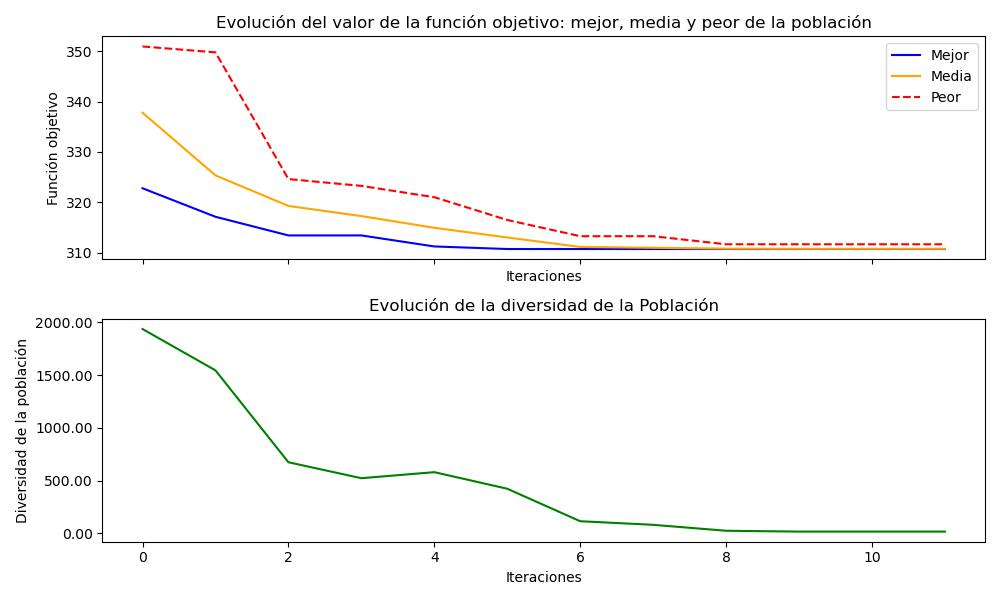 Evolución del valor de la función objetivo: mejor, media y peor de la población
350
340
330
320
310
Función objetivo
Mejor
Media
Peor
Iteraciones
Evolución de la diversidad de la Población
2000.00
1500.00
1000.00
500.00
0.00
Diversidad de la población
0 2 4 6 8 10
Iteraciones